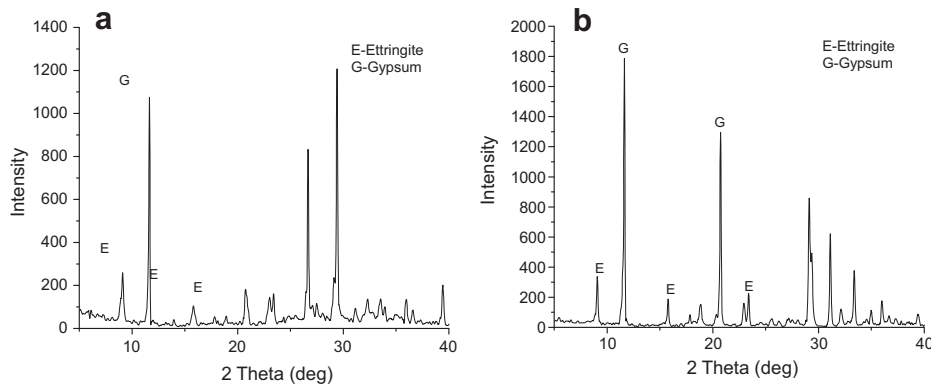 a
E-Ettringite
G-Gypsum
G
E
E
E
Intensity
1400
1200
1000
800
600
400
200
0
10
20
30
40
2 Theta (deg)
b
E-Ettringite
G-Gypsum
G
G
E
E
E
Intensity
2000
1800
1600
1400
1200
1000
800
600
400
200
0
10
20
30
40
2 Theta (deg)